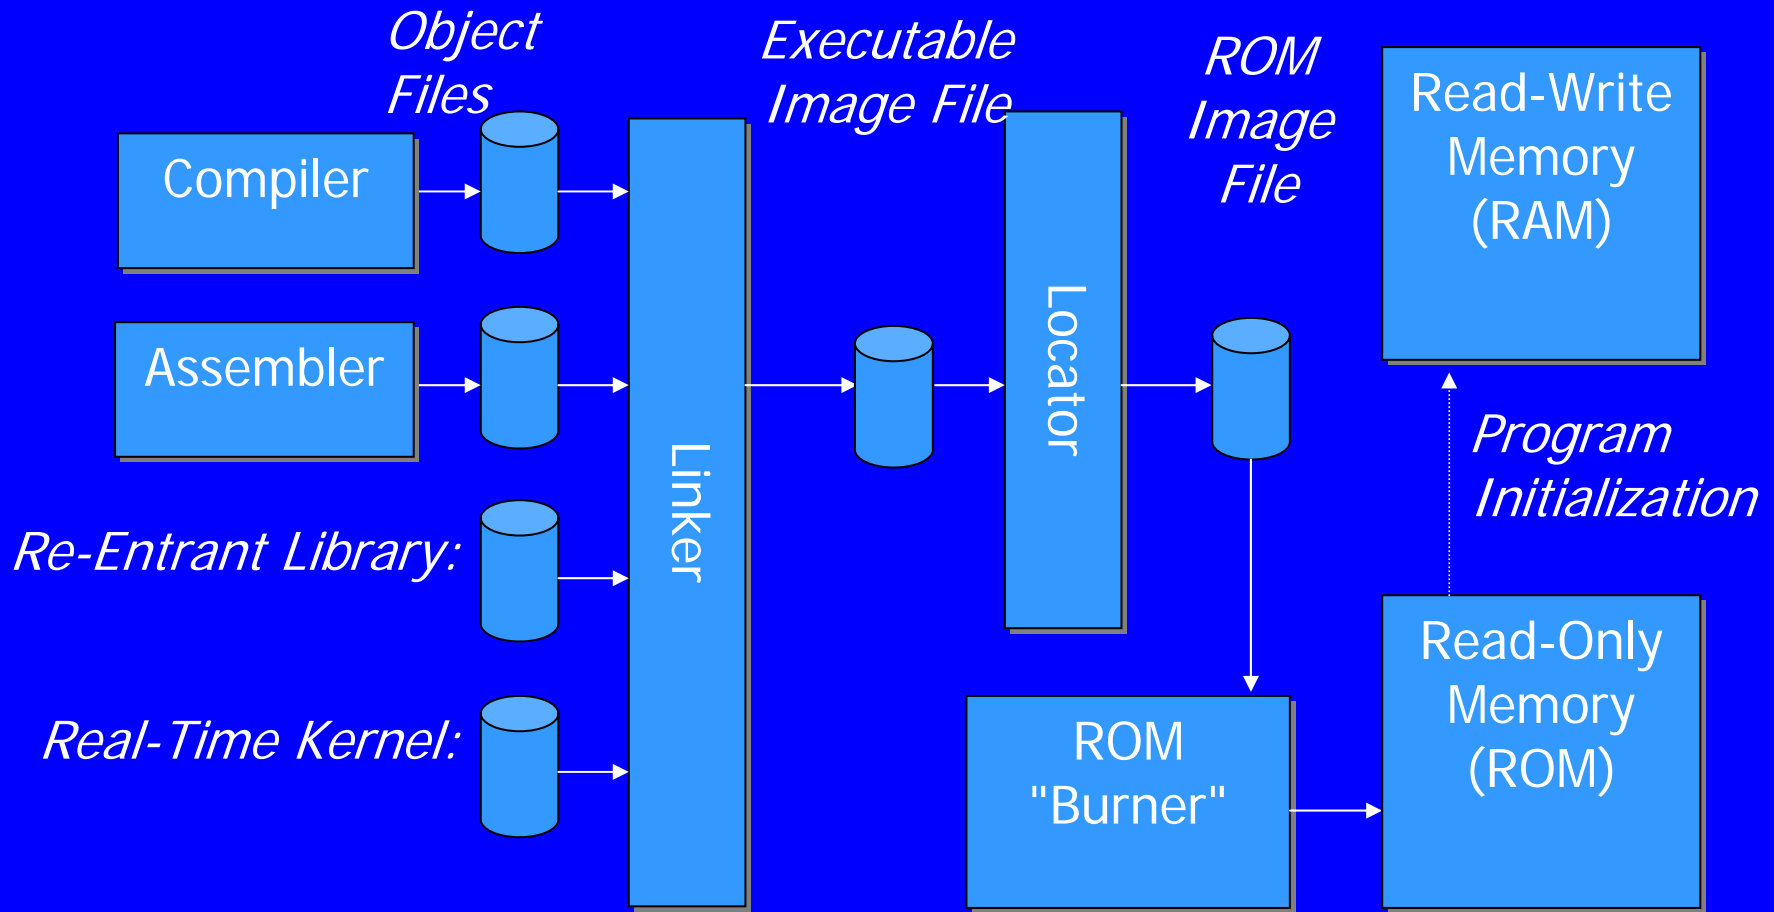 Object
Files
Executable
Image File
ROM
Image
File
Read-Write
Memory
(RAM)
Compiler
Assembler
Linker
Locator
Program
Initialization
Re-Entrant Library:
Real-Time Kernel:
ROM
"Burner"
Read-Only
Memory
(ROM)